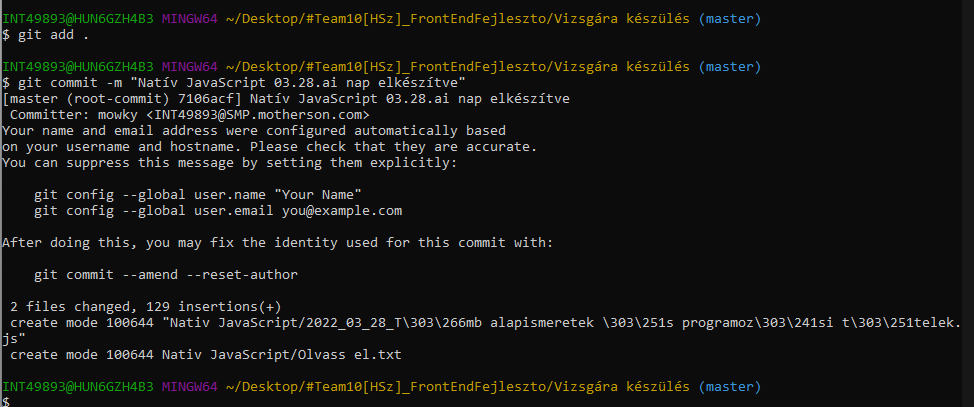 INT49893@HUN6GZH4B3 MINGW64 ~/Desktop/#Team10[HSz]_FrontEndFejleszto/Vizsgára készülés (master)
$ git add .
INT49893@HUN6GZH4B3 MINGW64 ~/Desktop/#Team10[HSz]_FrontEndFejleszto/Vizsgára készülés (master)
$ git commit -m "Natív JavaScript 03.28.ai nap elkészítve"
[master (root-commit) 7106acf] Natív JavaScript 03.28.ai nap elkészítve
Committer: mowky <INT49893@SMP.motherson.com>
Your name and email address were configured automatically based
on your username and hostname. Please check that they are accurate.
You can suppress this message by setting them explicitly:
git config --global user.name "Your Name"
git config --global user.email you@example.com
After doing this, you may fix the identity used for this commit with:
git commit --amend --reset-author
2 files changed, 129 insertions(+)
create mode 100644 "Nativ JavaScript/2022_03_28_T\303\266mb alapismeretek \303\251s programoz\303\241si t\303\251telek.
js"
create mode 100644 Nativ JavaScript/Olvass el.txt
INT49893@HUN6GZH4B3 MINGW64 ~/Desktop/#Team10[HSz]_FrontEndFejleszto/Vizsgára készülés (master)
$